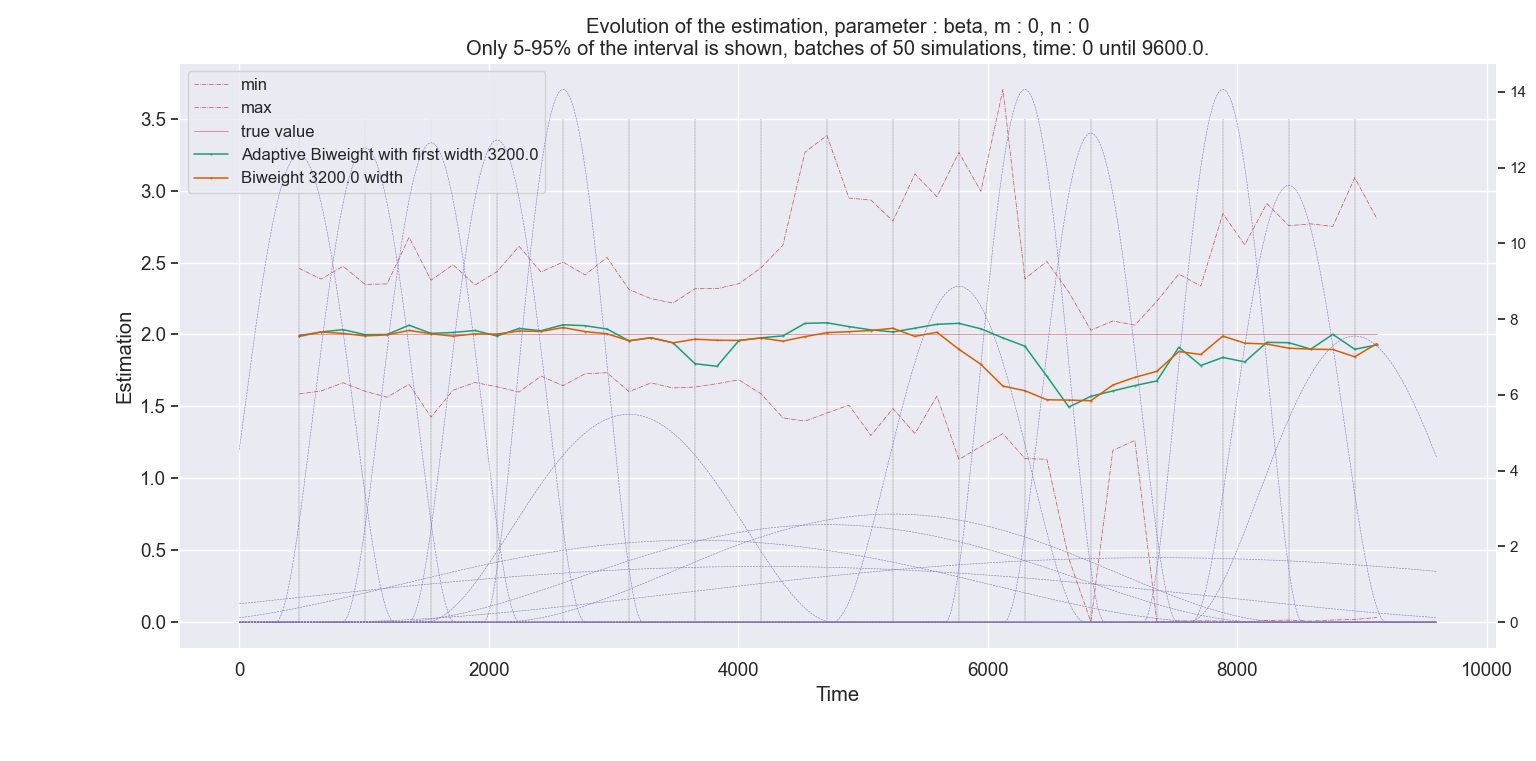 Evolution of the estimation, parameter : beta, m : 0, n : 0
Only 5-95% of the interval is shown, batches of 50 simulations, time: 0 until 9600.0.
min
max
true value
Adaptive Biweight with first width 3200.0
Biweight 3200.0 width
Estimation
3.5
3.0
2.5
2.0
1.5
1.0
0.5
0.0
14
12
10
8
6
4
2
0
0 2000 4000 6000 8000 10000
Time